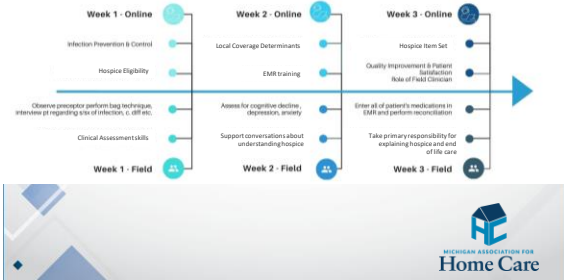 Week 1 - Online
Week 2 - Online
Week 3 - Online
Infection Prevention & Control
Local Coverage Determinants
Hospice Item Set
Hospice Eligibility
EMR training
Quality Improvement & Patient
Satisfaction
Role of Field Clinician
Observe preceptor perform bag technique,
interview pt regarding s/sx of infection, c. diff etc.
Assess for cognitive decline,
depression, anxiety
Enter all of patient's medications in
EMR and perform reconciliation
Clinical Assessment skills
Support conversations about
understanding hospice
Take primary responsibility for
explaining hospice and end
of life care
Week 1 - Field
Week 2 - Field
Week 3 - Field
MICHIGAN ASSOCIATION FOR
Home Care